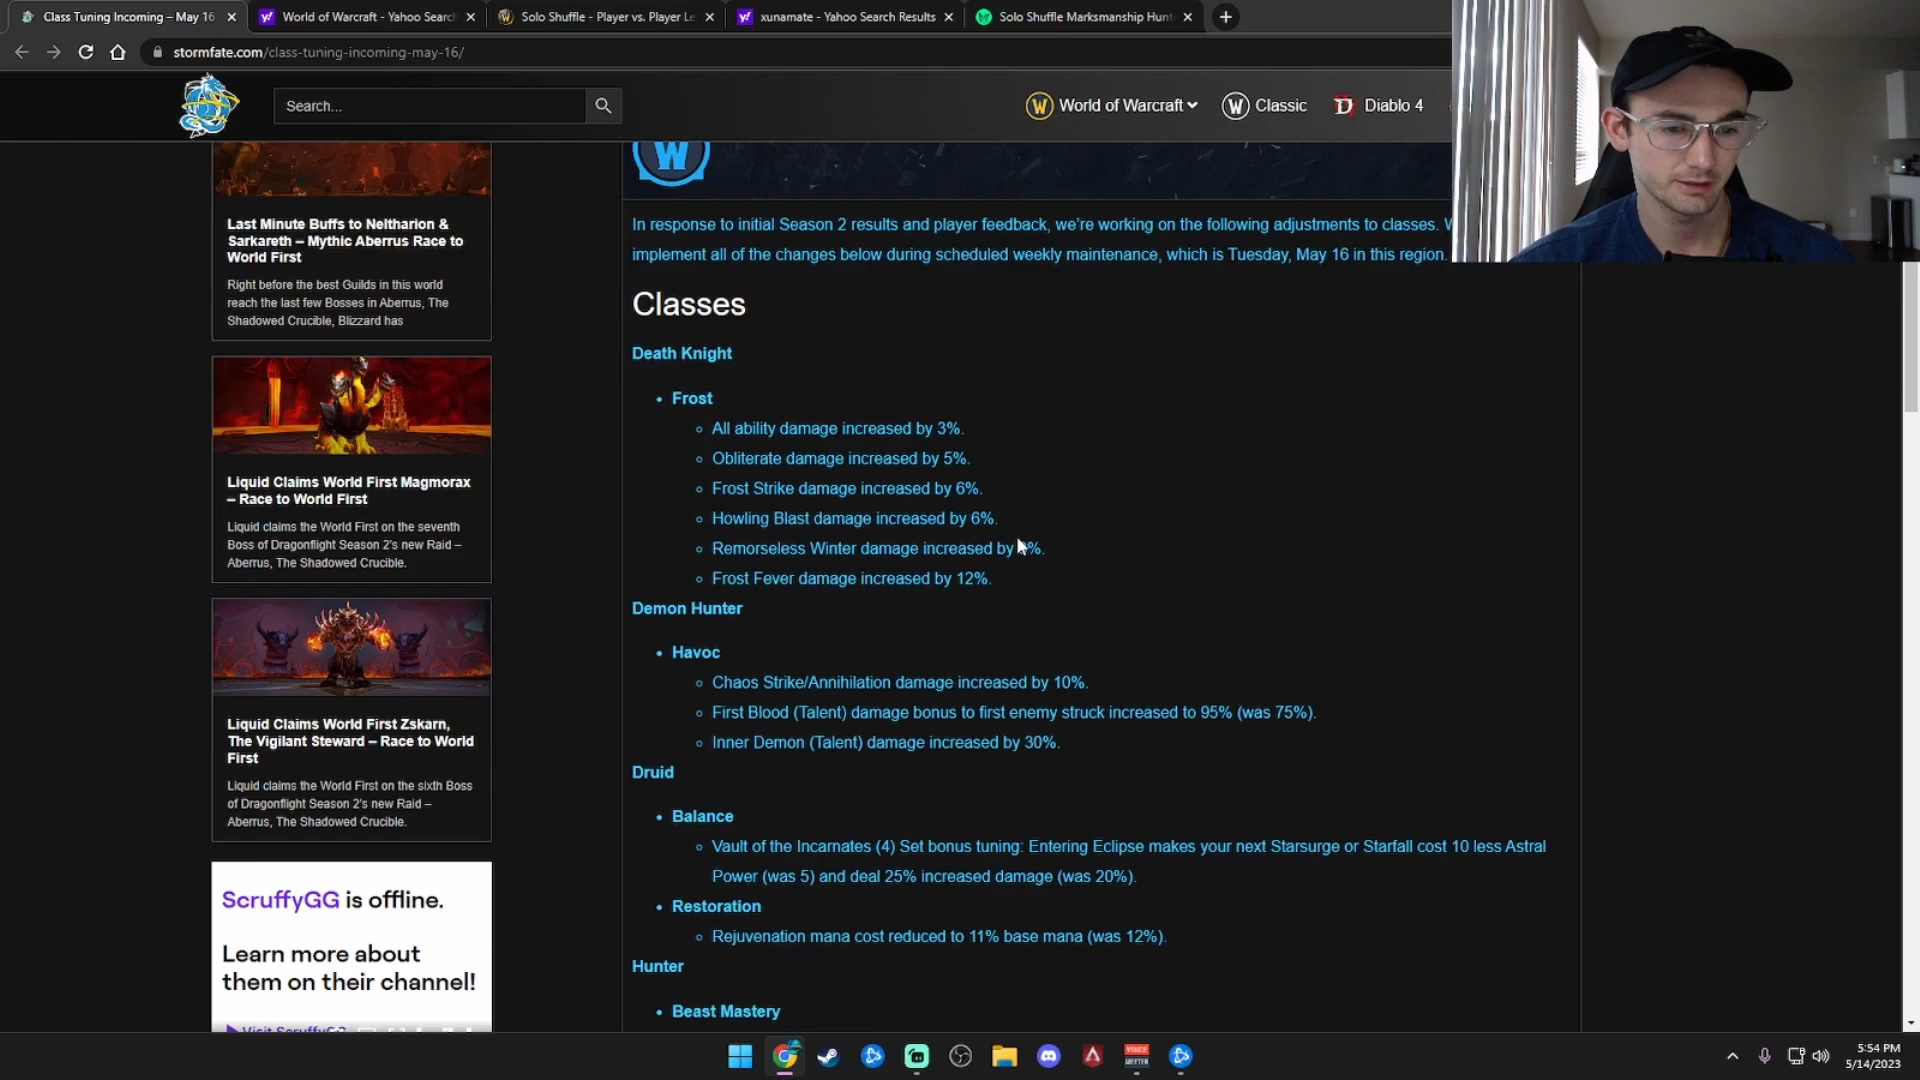 Class Tuning Incoming – May 16
World of Warcraft - Yahoo Search
Solo Shuffle - Player vs. Player Le
xunamate - Yahoo Search Results
Solo Shuffle Marksmanship Hunt
stormfate.com/class-tuning-incoming-may-16/
Search...
World of Warcraft
Classic
Diablo 4
Last Minute Buffs to Neltharion &
Sarkareth – Mythic Aberrus Race to
World First
Right before the best Guilds in this world
reach the last few Bosses in Aberrus, The
Shadowed Crucible, Blizzard has
Liquid Claims World First Magmorax
– Race to World First
Liquid claims the World First on the seventh
Boss of Dragonflight Season 2's new Raid –
Aberrus, The Shadowed Crucible.
Liquid Claims World First Zskarn,
The Vigilant Steward – Race to World
First
Liquid claims the World First on the sixth Boss
of Dragonflight Season 2's new Raid –
Aberrus, The Shadowed Crucible.
ScruffyGG is offline.
Learn more about
them on their channel!
Visit ScruffyGG
In response to initial Season 2 results and player feedback, we're working on the following adjustments to classes.
implement all of the changes below during scheduled weekly maintenance, which is Tuesday, May 16 in this region.
Classes
Death Knight
• Frost
All ability damage increased by 3%.
Obliterate damage increased by 5%.
Frost Strike damage increased by 6%.
Howling Blast damage increased by 6%.
Remorseless Winter damage increased by %.
Frost Fever damage increased by 12%.
Demon Hunter
• Havoc
Chaos Strike/Annihilation damage increased by 10%.
First Blood (Talent) damage bonus to first enemy struck increased to 95% (was 75%).
Inner Demon (Talent) damage increased by 30%.
Druid
• Balance
Vault of the Incarnates (4) Set bonus tuning: Entering Eclipse makes your next Starsurge or Starfall cost 10 less Astral
Power (was 5) and deal 25% increased damage (was 20%).
• Restoration
Rejuvenation mana cost reduced to 11% base mana (was 12%).
Hunter
• Beast Mastery
VOICE
MEETER
5:54 PM
5/14/2023